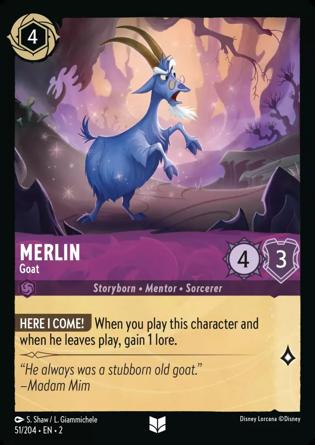 4
MERLIN
Goat
4 3
Storyborn • Mentor • Sorcerer
HERE I COME! When you play this character and
when he leaves play, gain 1 lore.
“He always was a stubborn old goat.”
–Madam Mim
S. Shaw / L. Giammichele
51/204 • EN • 2
Disney Lorcana ©Disney